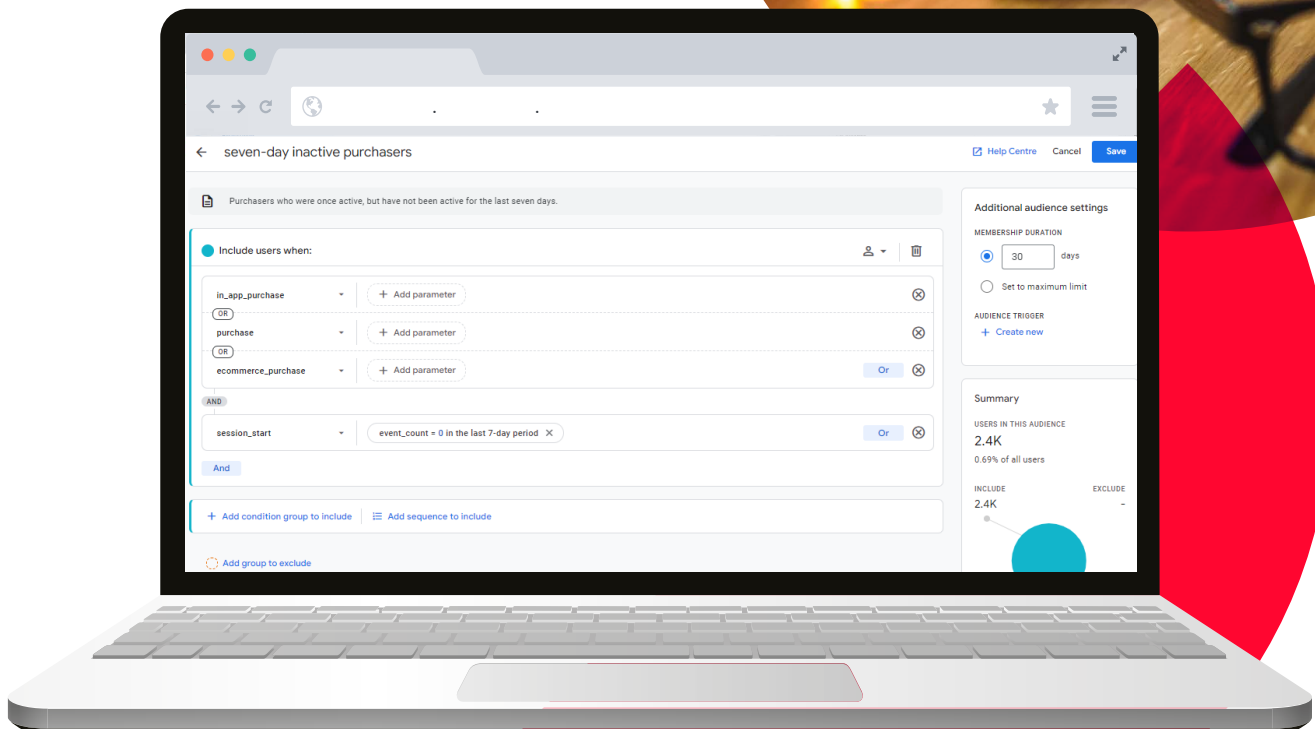 seven-day inactive purchasers
Help Centre Cancel Save
Purchasers who were once active, but have not been active for the last seven days.
Include users when:
in_app_purchase + Add parameter
OR
purchase + Add parameter
OR
ecommerce_purchase + Add parameter Or
AND
session_start event_count = 0 in the last 7-day period Or
And
+ Add condition group to include Add sequence to include
Add group to exclude
Additional audience settings
MEMBERSHIP DURATION
30 days
Set to maximum limit
AUDIENCE TRIGGER
+ Create new
Summary
USERS IN THIS AUDIENCE
2.4K
0.69% of all users
INCLUDE EXCLUDE
2.4K -